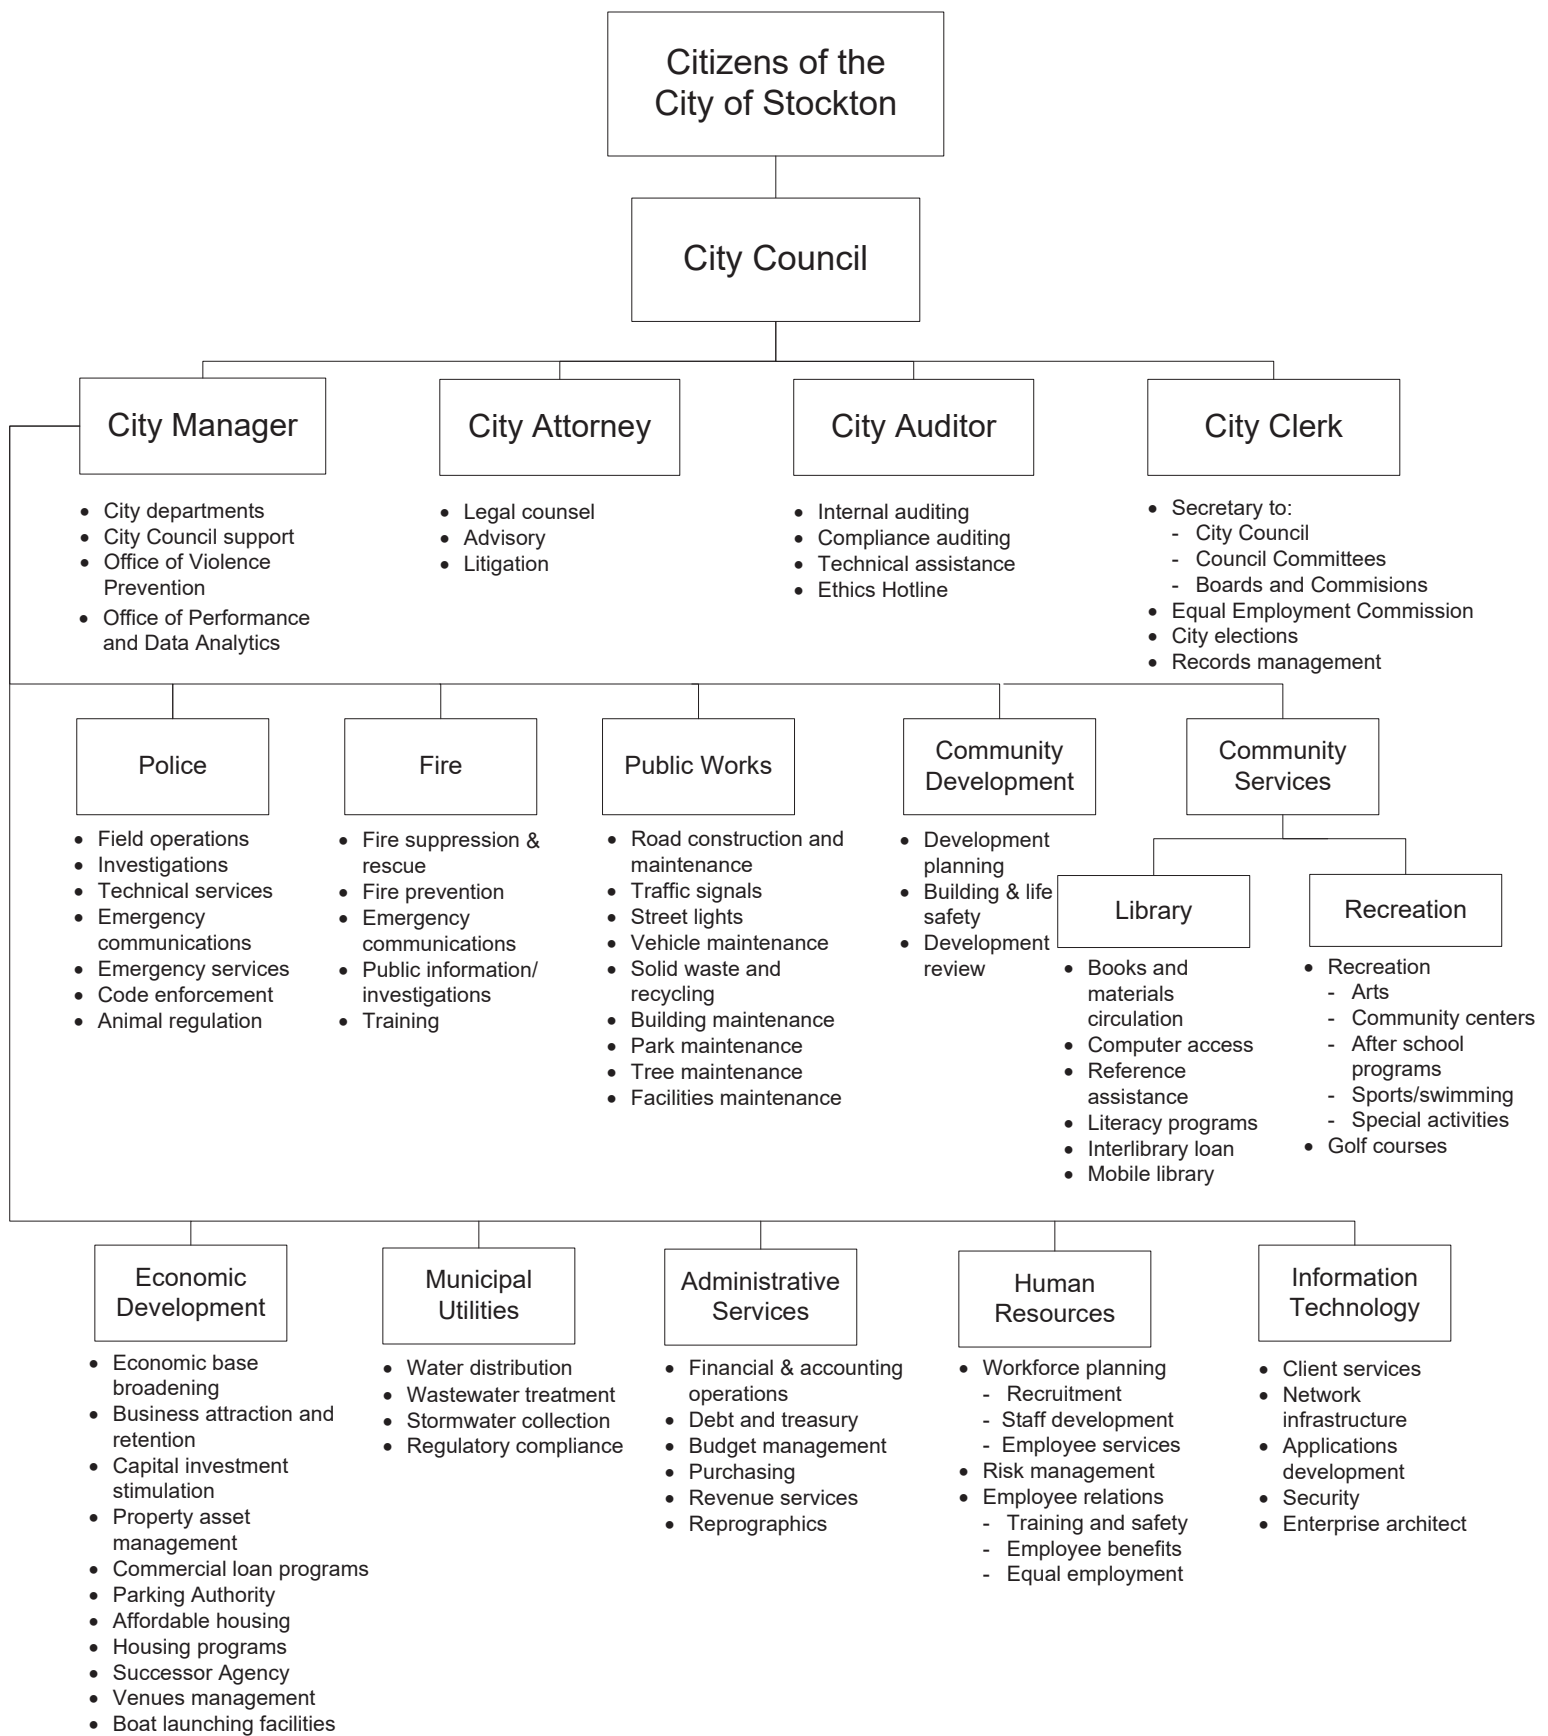 Citizens of the
City of Stockton
City Council
City Manager
• City departments
• City Council support
• Office of Violence
Prevention
• Office of Performance
and Data Analytics
City Attorney
• Legal counsel
• Advisory
• Litigation
City Auditor
• Internal auditing
• Compliance auditing
• Technical assistance
• Ethics Hotline
City Clerk
• Secretary to:
- City Council
- Council Committees
- Boards and Commisions
• Equal Employment Commission
• City elections
• Records management
Police
• Field operations
• Investigations
• Technical services
• Emergency
communications
• Emergency services
• Code enforcement
• Animal regulation
Fire
• Fire suppression &
rescue
• Fire prevention
• Emergency
communications
• Public information/
investigations
• Training
Public Works
• Road construction and
maintenance
• Traffic signals
• Street lights
• Vehicle maintenance
• Solid waste and
recycling
• Building maintenance
• Park maintenance
• Tree maintenance
• Facilities maintenance
Community
Development
• Development
planning
• Building & life
safety
• Development
review
Community
Services
Library
• Books and
materials
circulation
• Computer access
• Reference
assistance
• Literacy programs
• Interlibrary loan
• Mobile library
Recreation
• Recreation
- Arts
- Community centers
- After school
programs
- Sports/swimming
- Special activities
• Golf courses
Economic
Development
• Economic base
broadening
• Business attraction and
retention
• Capital investment
stimulation
• Property asset
management
• Commercial loan programs
• Parking Authority
• Affordable housing
• Housing programs
• Successor Agency
• Venues management
• Boat launching facilities
Municipal
Utilities
• Water distribution
• Wastewater treatment
• Stormwater collection
• Regulatory compliance
Administrative
Services
• Financial & accounting
operations
• Debt and treasury
• Budget management
• Purchasing
• Revenue services
• Reprographics
Human
Resources
• Workforce planning
- Recruitment
- Staff development
- Employee services
• Risk management
• Employee relations
- Training and safety
- Employee benefits
- Equal employment
Information
Technology
• Client services
• Network
infrastructure
• Applications
development
• Security
• Enterprise architect